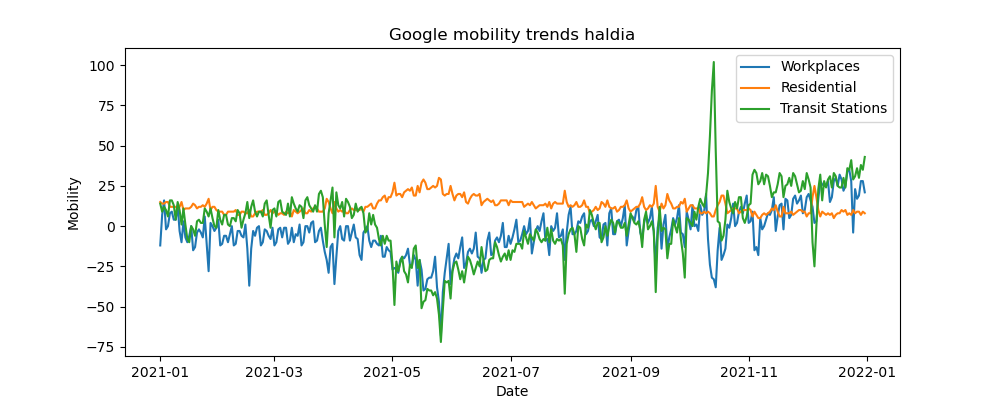 Google mobility trends haldia
Workplaces
Residential
Transit Stations
100
75
50
25
0
−25
−50
−75
Mobility
2021-01 2021-03 2021-05 2021-07 2021-09 2021-11 2022-01
Date